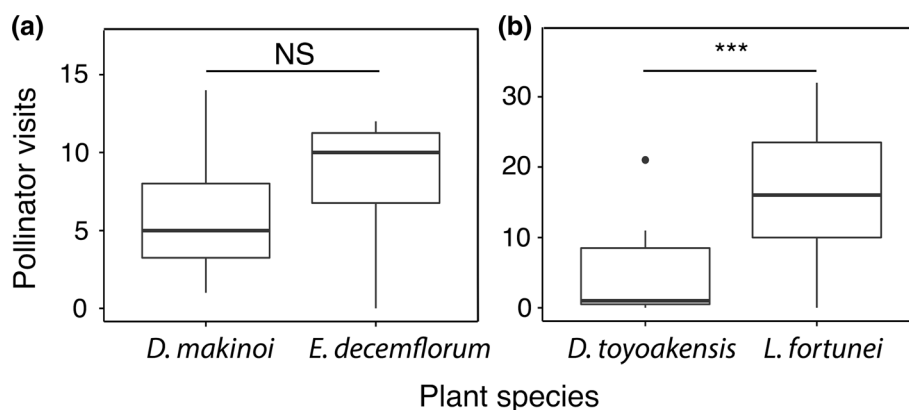 (a)
NS
15
10
5
0
D. makinoi E. decemflorum
(b)
***
30
20
10
0
D. toyoakensis L. fortunei
Pollinator visits
Plant species